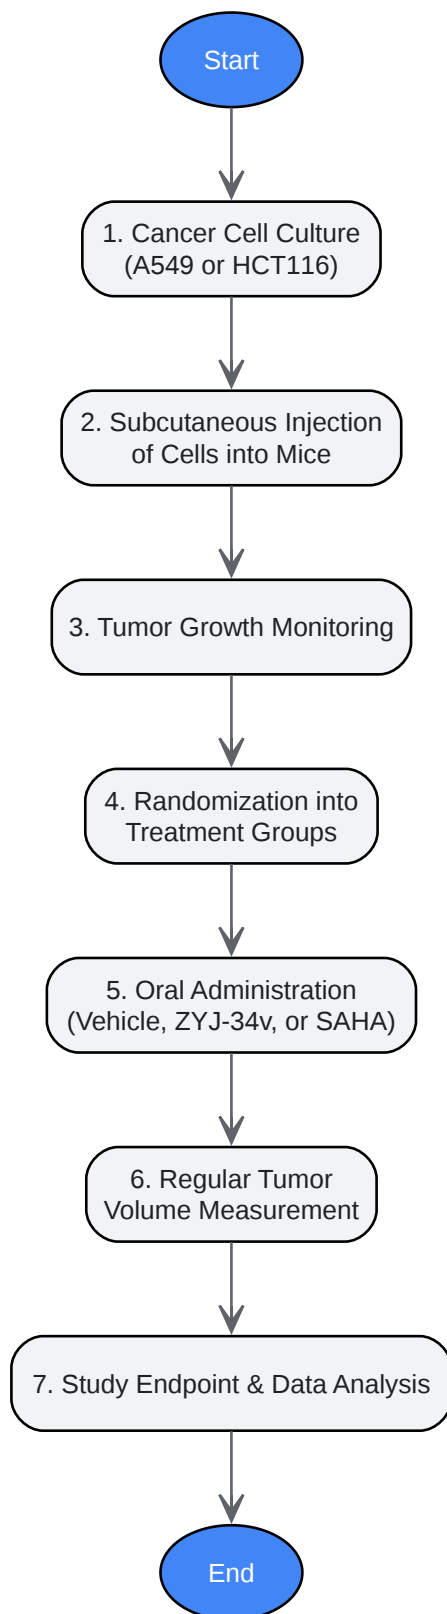 Start
1. Cancer Cell Culture
(A549 or HCT116)
2. Subcutaneous Injection
of Cells into Mice
3. Tumor Growth Monitoring
4. Randomization into
Treatment Groups
5. Oral Administration
(Vehicle, ZYJ-34v, or SAHA)
6. Regular Tumor
Volume Measurement
7. Study Endpoint & Data Analysis
End